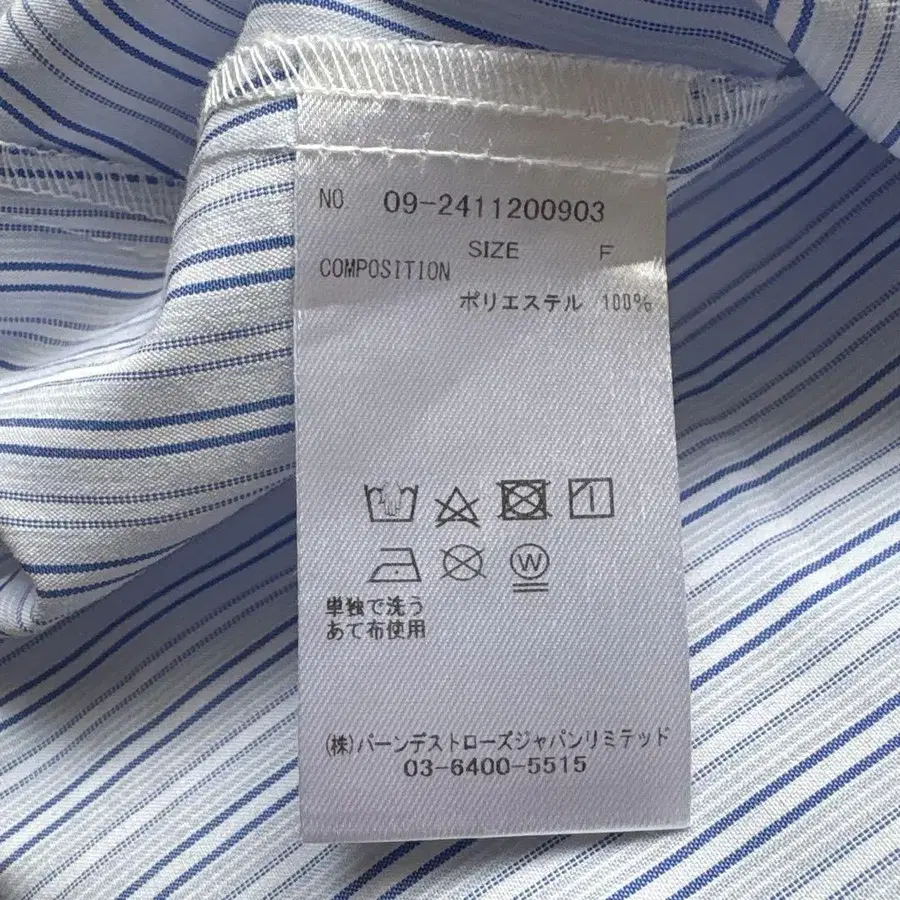 NO. 09-2411200903
SIZE F
COMPOSITION
ポリエステル 100%
W
単独で洗う
あて布使用
(株)バーンデストローズジャパンリミテッド
03-6400-5515